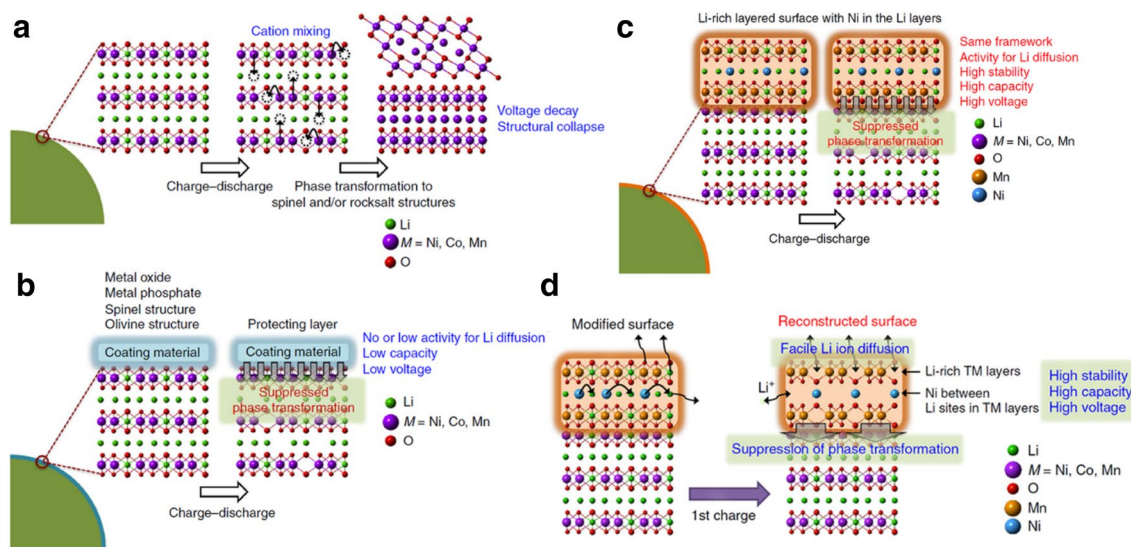 a
Cation mixing
Voltage decay
Structural collapse
Charge–discharge
Phase transformation to
spinel and/or rocksalt structures
Li
M = Ni, Co, Mn
O
b
Metal oxide
Metal phosphate
Spinel structure
Olivine structure
Protecting layer
Coating material
Coating material
No or low activity for Li diffusion
Low capacity
Low voltage
Suppressed
phase transformation
Charge–discharge
Li
M = Ni, Co, Mn
O
c
Li-rich layered surface with Ni in the Li layers
Same framework
Activity for Li diffusion
High stability
High capacity
High voltage
Suppressed
phase transformation
Charge–discharge
Li
M = Ni, Co, Mn
O
Mn
Ni
d
Modified surface
Reconstructed surface
Facile Li ion diffusion
Li-rich TM layers
Li⁺
Ni between
Li sites in TM layers
High stability
High capacity
High voltage
Suppression of phase transformation
1st charge
Li
M = Ni, Co, Mn
O
Mn
Ni